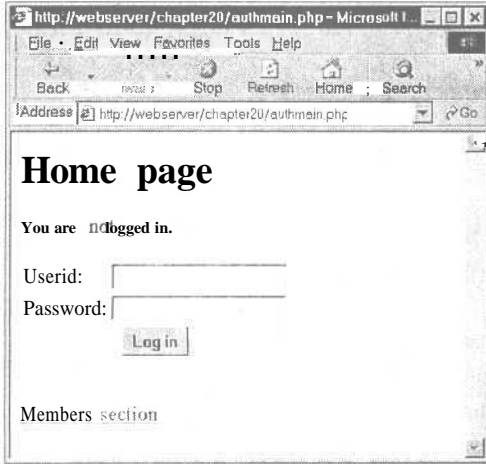 http://webserver/chapter20/authmain.php - Microsoft I...
File Edit View Favorites Tools Help
Back Stop Refresh Home Search
Address http://webserver/chapter20/authmain.php Go
Home page
You are not logged in.
Userid:
Password:
Log in
Members section